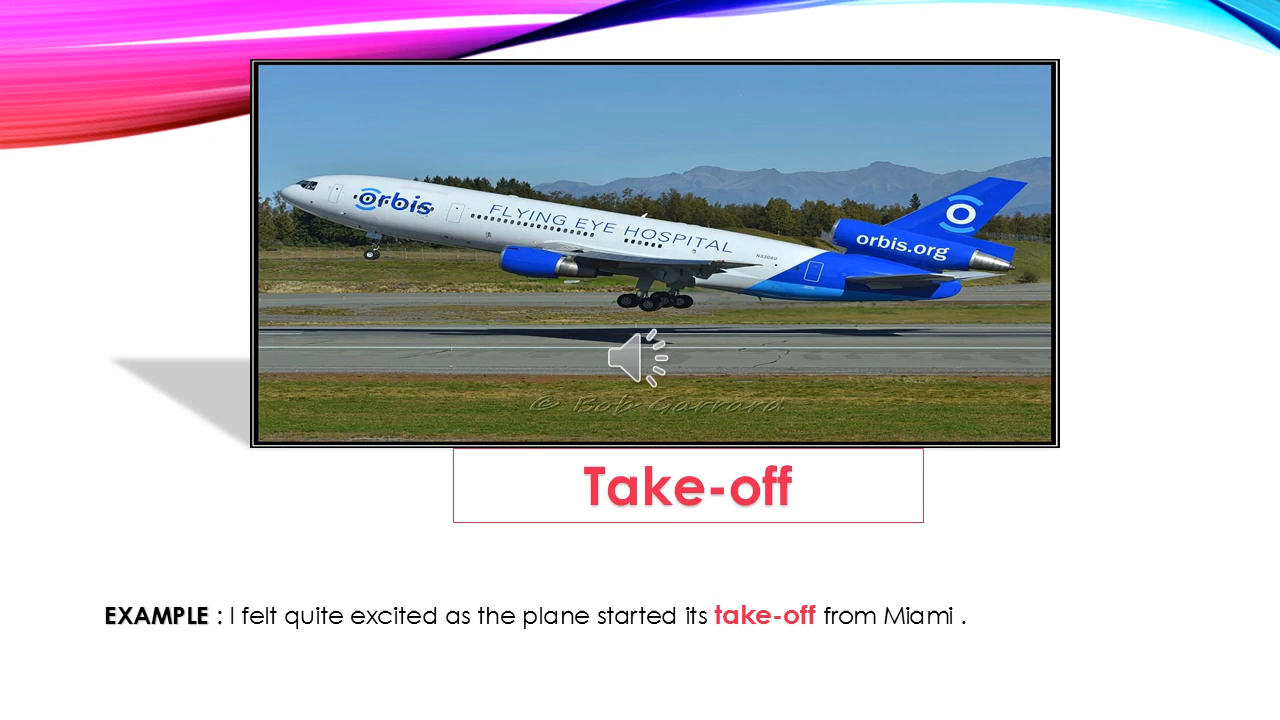 orbis
FLYING EYE HOSPITAL
orbis.org
© Bob Garrard
Take-off
EXAMPLE : I felt quite excited as the plane started its take-off from Miami .